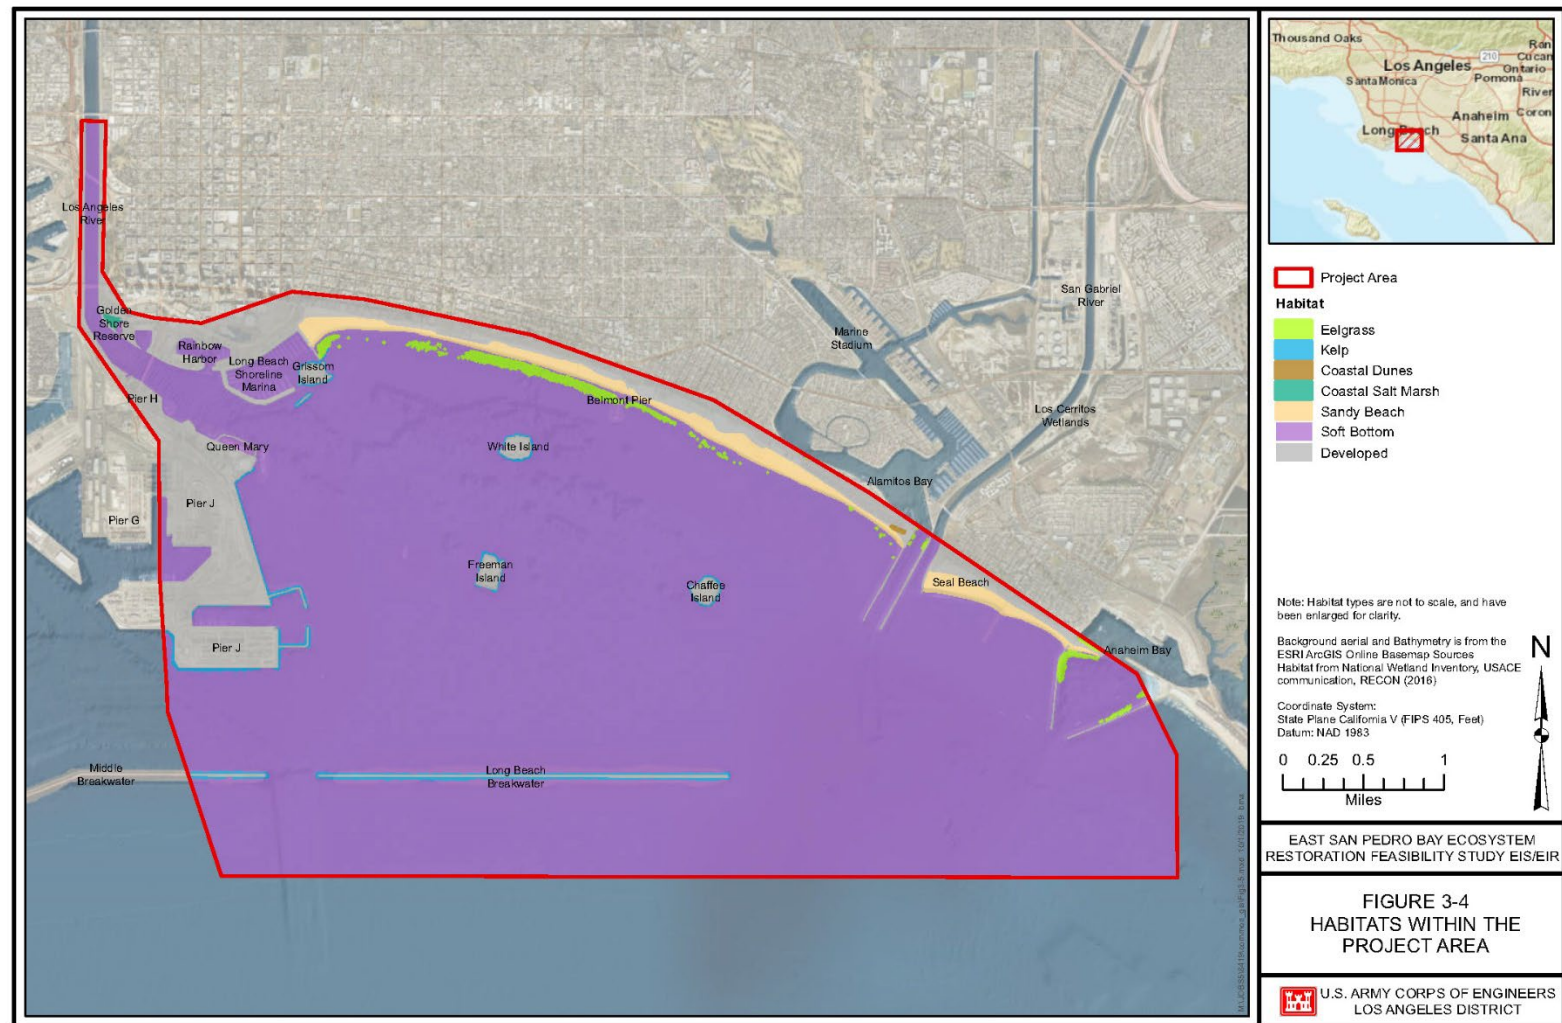 Los Angeles
River
Golden
Shore
Reserve
Rainbow
Harbor
Long Beach
Shoreline
Marina
Grissom
Island
Pier H
Queen Mary
Pier J
Pier G
Pier J
White Island
Belmont Pier
Freeman
Island
Chaffee
Island
Marine
Stadium
San Gabriel
River
Los Cerritos
Wetlands
Alamitos Bay
Seal Beach
Anaheim Bay
Middle
Breakwater
Long Beach
Breakwater
Thousand Oaks
Ran
Cucan
210
Los Angeles
Ontario
Santa Monica
Pomona
River
Anaheim
Coron
Long Beach
Santa Ana
Project Area
Habitat
Eelgrass
Kelp
Coastal Dunes
Coastal Salt Marsh
Sandy Beach
Soft Bottom
Developed
Note: Habitat types are not to scale, and have
been enlarged for clarity.
Background aerial and Bathymetry is from the
ESRI ArcGIS Online Basemap Sources
Habitat from National Wetland Inventory, USACE
communication, RECON (2016)
Coordinate System:
State Plane California V (FIPS 405, Feet)
Datum: NAD 1983
N
0 0.25 0.5 1
Miles
EAST SAN PEDRO BAY ECOSYSTEM
RESTORATION FEASIBILITY STUDY EIS/EIR
FIGURE 3-4
HABITATS WITHIN THE
PROJECT AREA
U.S. ARMY CORPS OF ENGINEERS
LOS ANGELES DISTRICT